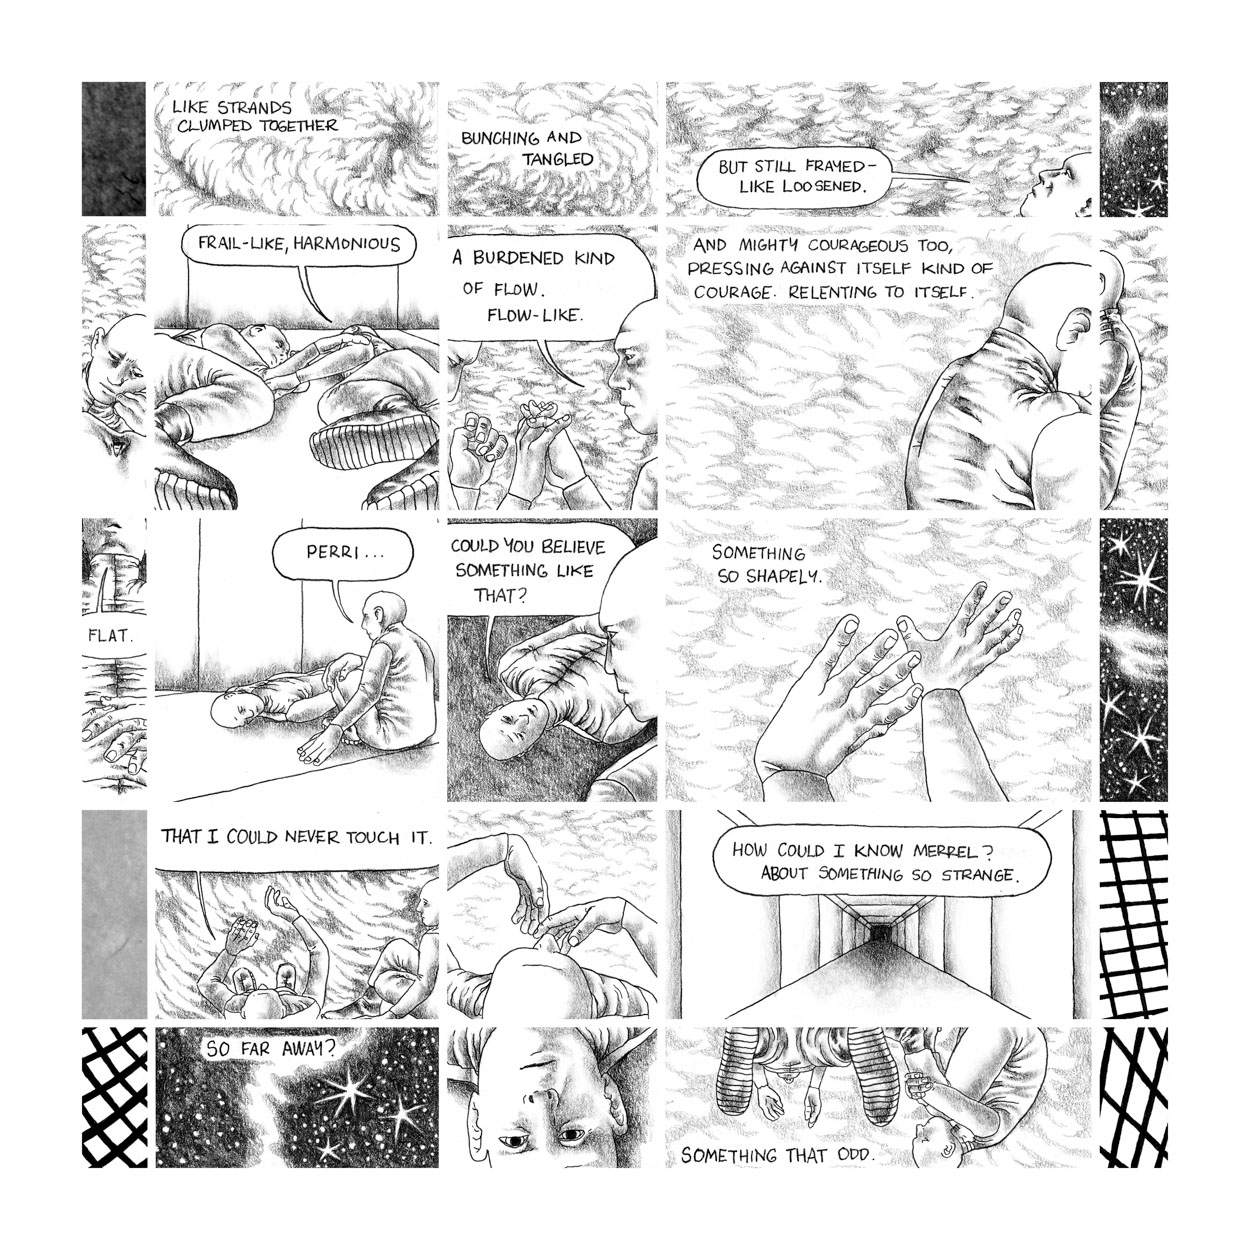 LIKE STRANDS
CLUMPED TOGETHER
BUNCHING AND
TANGLED
BUT STILL FRAYED–
LIKE LOOSENED.
FRAIL-LIKE, HARMONIOUS
A BURDENED KIND
OF FLOW.
FLOW-LIKE.
AND MIGHTY COURAGEOUS TOO,
PRESSING AGAINST ITSELF KIND OF
COURAGE. RELENTING TO ITSELF.
FLAT.
PERRI...
COULD YOU BELIEVE
SOMETHING LIKE
THAT?
SOMETHING
SO SHAPELY.
THAT I COULD NEVER TOUCH IT.
HOW COULD I KNOW MERREL?
ABOUT SOMETHING SO STRANGE.
SO FAR AWAY?
SOMETHING THAT ODD.